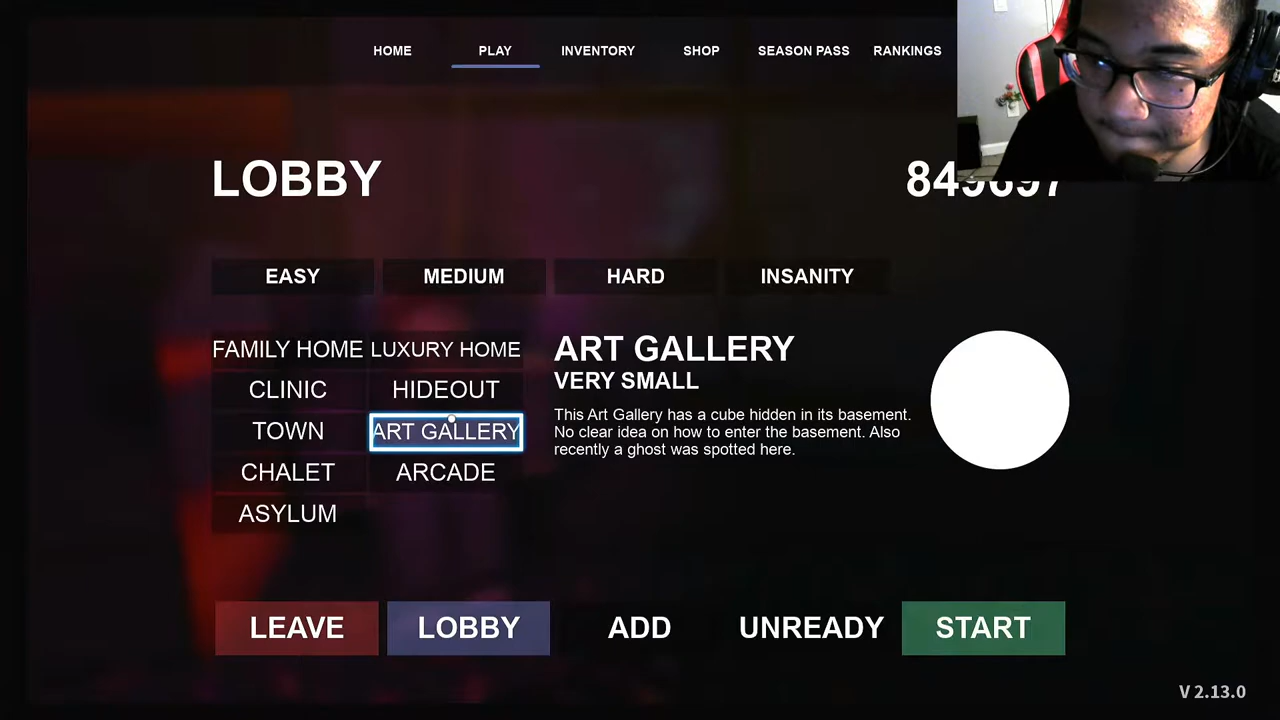 HOME PLAY INVENTORY SHOP SEASON PASS RANKINGS
LOBBY 849697
EASY MEDIUM HARD INSANITY
FAMILY HOME LUXURY HOME
CLINIC HIDEOUT
TOWN ART GALLERY
CHALET ARCADE
ASYLUM
ART GALLERY
VERY SMALL
This Art Gallery has a cube hidden in its basement.
No clear idea on how to enter the basement. Also
recently a ghost was spotted here.
LEAVE LOBBY ADD UNREADY START
V 2.13.0